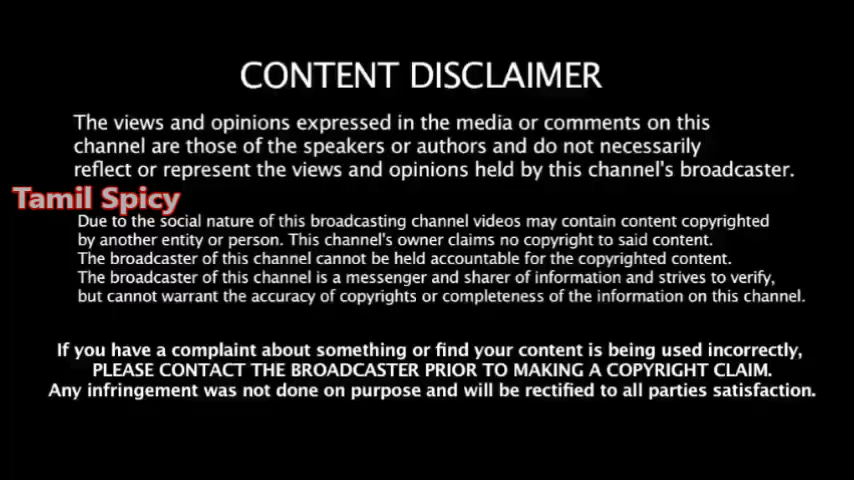 CONTENT DISCLAIMER
The views and opinions expressed in the media or comments on this
channel are those of the speakers or authors and do not necessarily
reflect or represent the views and opinions held by this channel's broadcaster.
Tamil Spicy
Due to the social nature of this broadcasting channel videos may contain content copyrighted
by another entity or person. This channel's owner claims no copyright to said content.
The broadcaster of this channel cannot be held accountable for the copyrighted content.
The broadcaster of this channel is a messenger and sharer of information and strives to verify,
but cannot warrant the accuracy of copyrights or completeness of the information on this channel.
If you have a complaint about something or find your content is being used incorrectly,
PLEASE CONTACT THE BROADCASTER PRIOR TO MAKING A COPYRIGHT CLAIM.
Any infringement was not done on purpose and will be rectified to all parties satisfaction.